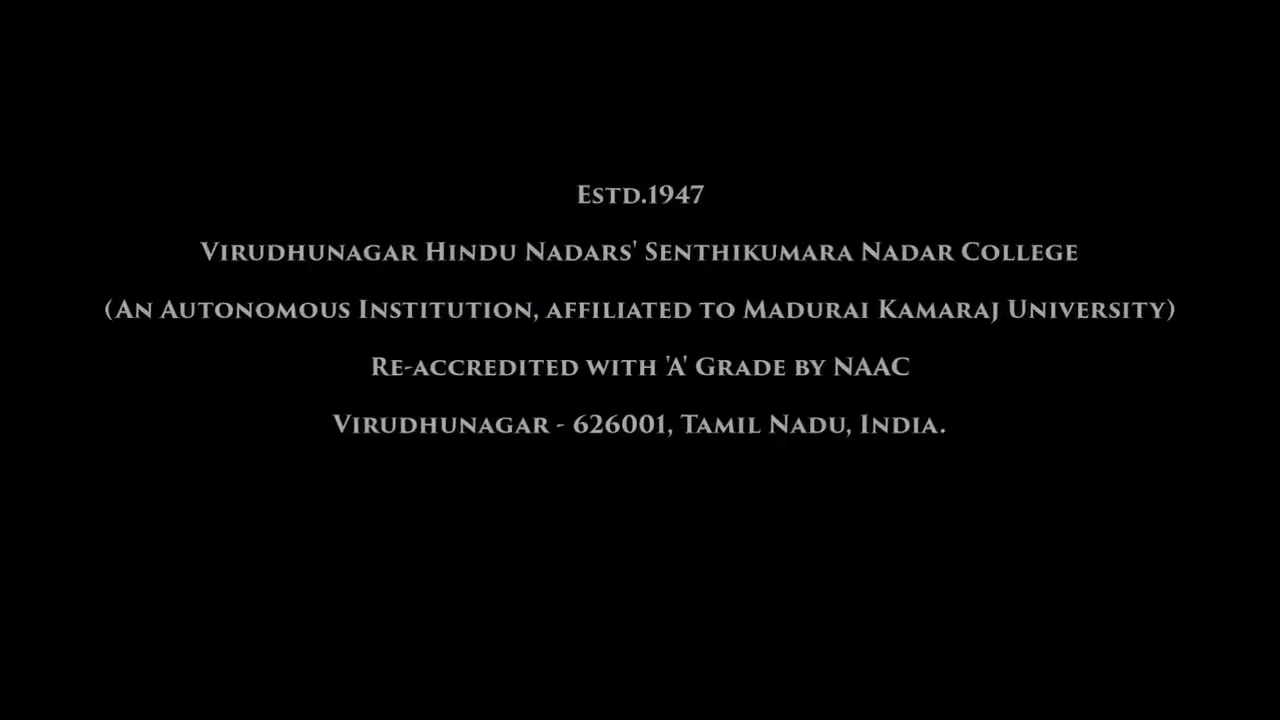 Estd.1947
Virudhunagar Hindu Nadars' Senthikumara Nadar College
(An Autonomous Institution, affiliated to Madurai Kamaraj University)
Re-accredited with 'A' Grade by NAAC
Virudhunagar - 626001, Tamil Nadu, India.